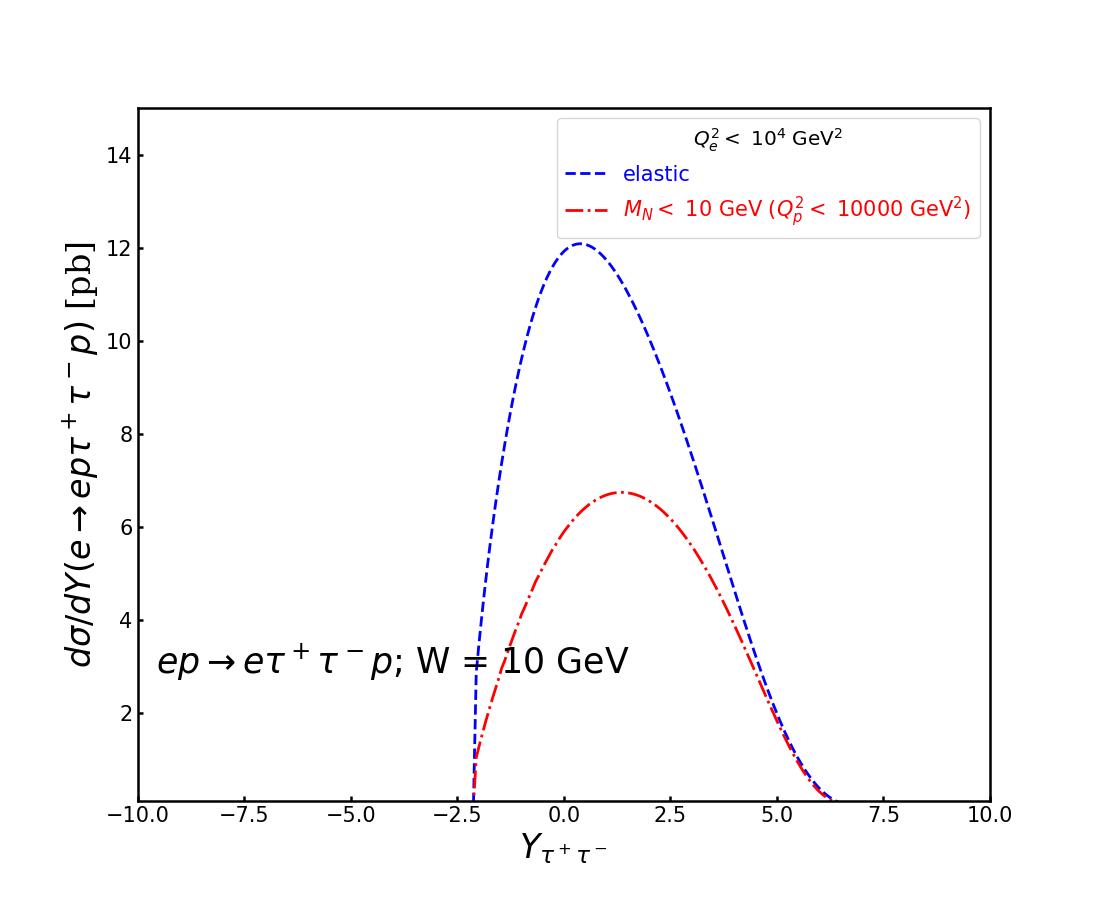 Q_e^2 < 10^4 GeV^2
elastic
M_N < 10 GeV (Q_p^2 < 10000 GeV^2)
dσ/dY(e → epτ^+ τ^- p) [pb]
14
12
10
8
6
4
2
ep → eτ^+ τ^- p; W = 10 GeV
−10.0 −7.5 −5.0 −2.5 0.0 2.5 5.0 7.5 10.0
Y_{τ^+ τ^-}